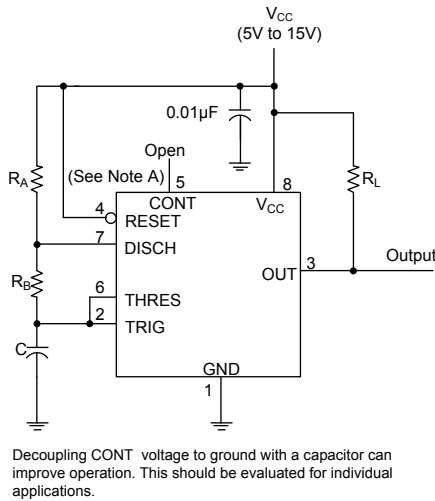 VCC
(5V to 15V)
0.01µF
Open
(See Note A)
RA
RL
5
8
CONT
VCC
4
RESET
7
DISCH
Output
3
OUT
RB
6
THRES
2
TRIG
C
GND
1
Decoupling CONT voltage to ground with a capacitor can
improve operation. This should be evaluated for individual
applications.